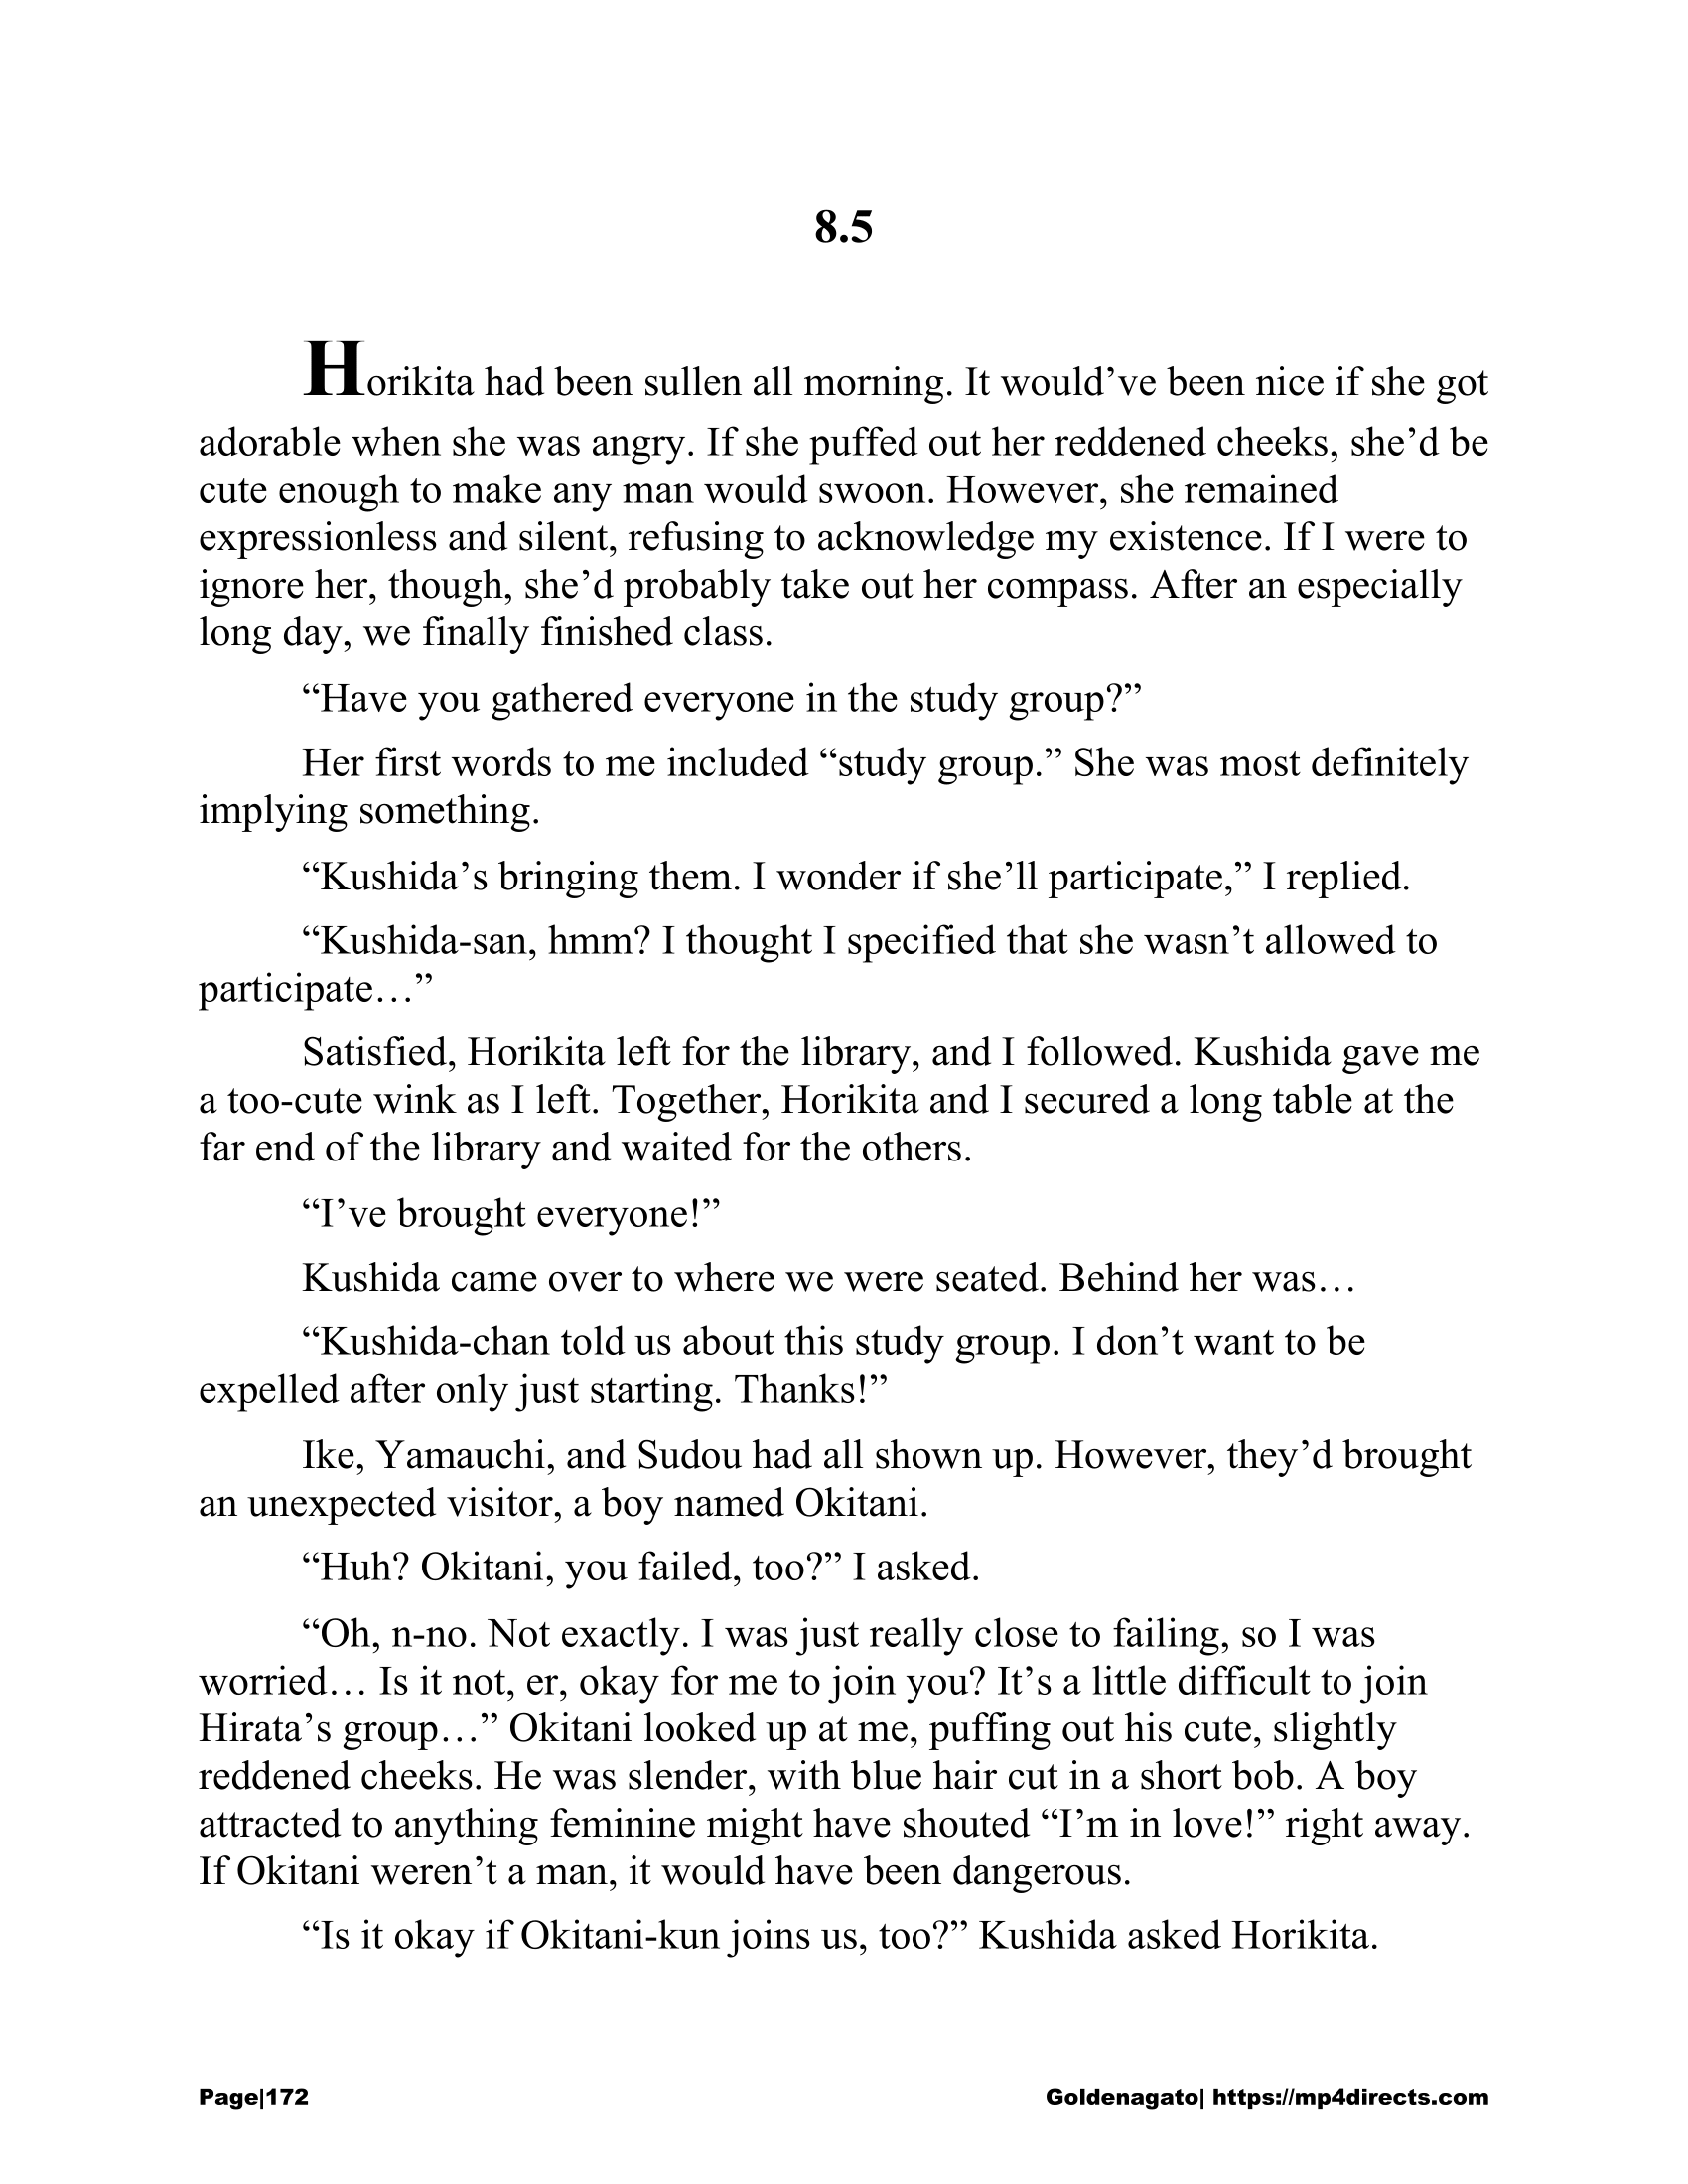 8.5
Horikita had been sullen all morning. It would’ve been nice if she got
adorable when she was angry. If she puffed out her reddened cheeks, she’d be
cute enough to make any man would swoon. However, she remained
expressionless and silent, refusing to acknowledge my existence. If I were to
ignore her, though, she’d probably take out her compass. After an especially
long day, we finally finished class.
“Have you gathered everyone in the study group?”
Her first words to me included “study group.” She was most definitely
implying something.
“Kushida’s bringing them. I wonder if she’ll participate,” I replied.
“Kushida-san, hmm? I thought I specified that she wasn’t allowed to
participate…”
Satisfied, Horikita left for the library, and I followed. Kushida gave me
a too-cute wink as I left. Together, Horikita and I secured a long table at the
far end of the library and waited for the others.
“I’ve brought everyone!”
Kushida came over to where we were seated. Behind her was…
“Kushida-chan told us about this study group. I don’t want to be
expelled after only just starting. Thanks!”
Ike, Yamauchi, and Sudou had all shown up. However, they’d brought
an unexpected visitor, a boy named Okitani.
“Huh? Okitani, you failed, too?” I asked.
“Oh, n-no. Not exactly. I was just really close to failing, so I was
worried… Is it not, er, okay for me to join you? It’s a little difficult to join
Hirata’s group…” Okitani looked up at me, puffing out his cute, slightly
reddened cheeks. He was slender, with blue hair cut in a short bob. A boy
attracted to anything feminine might have shouted “I’m in love!” right away.
If Okitani weren’t a man, it would have been dangerous.
“Is it okay if Okitani-kun joins us, too?” Kushida asked Horikita.
Page|172 Goldenagato| https://mp4directs.com